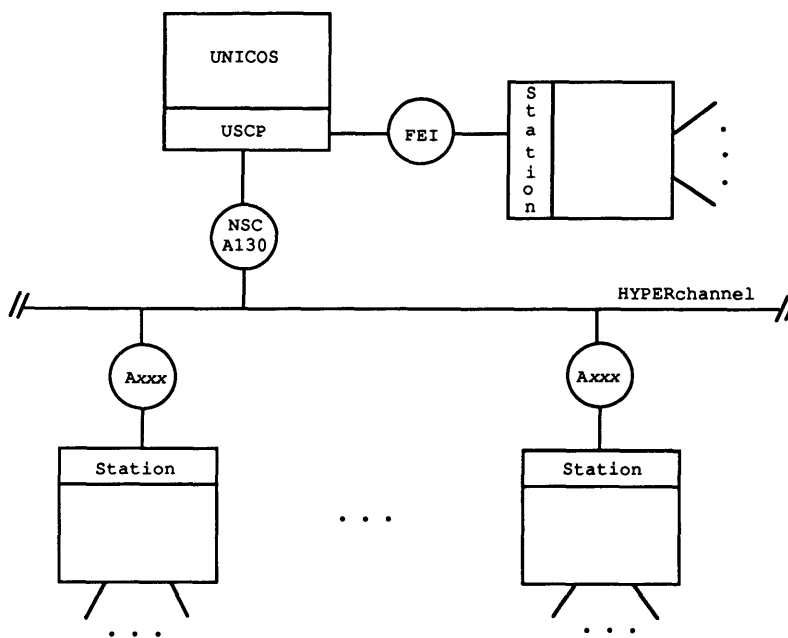 UNICOS
USCP
FEI
Station
NSC
A130
HYPERchannel
Axxx
Axxx
Station
Station